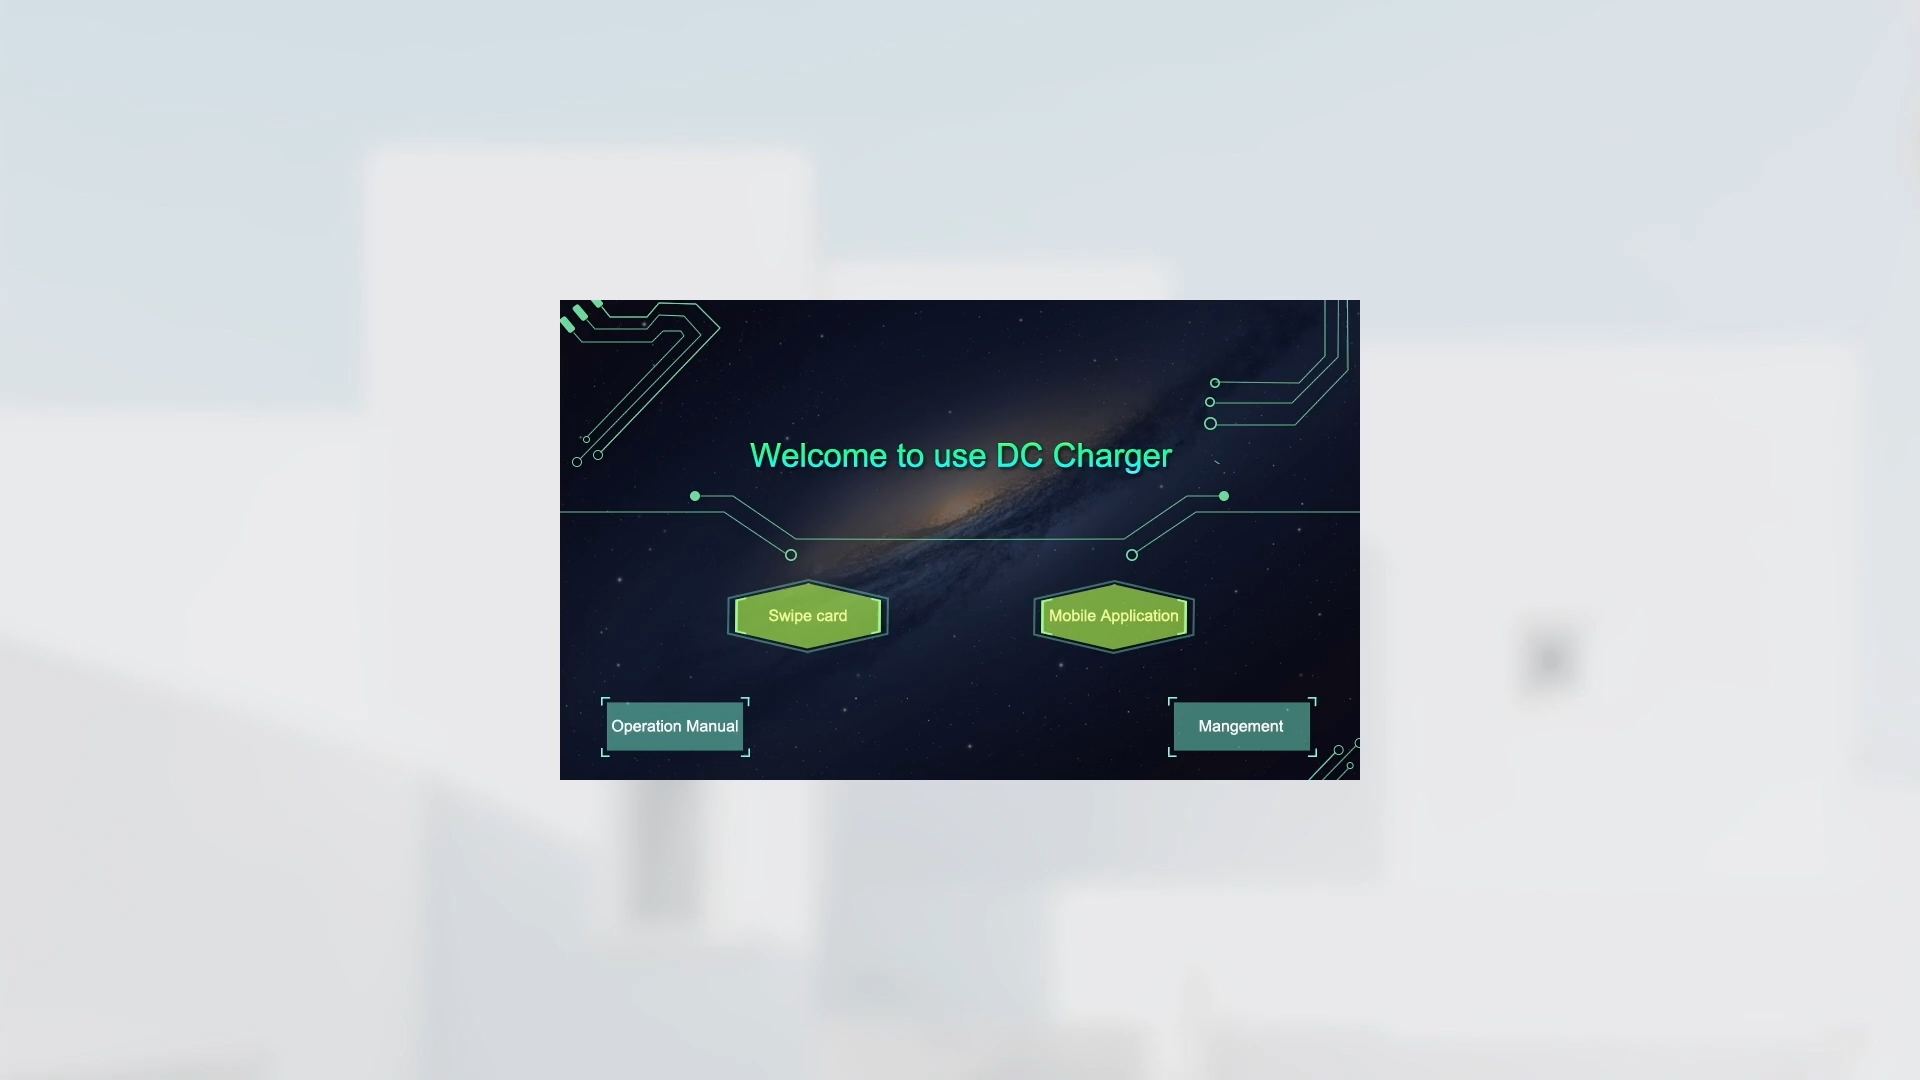 Welcome to use DC Charger
Swipe card
Mobile Application
Operation Manual
Mangement